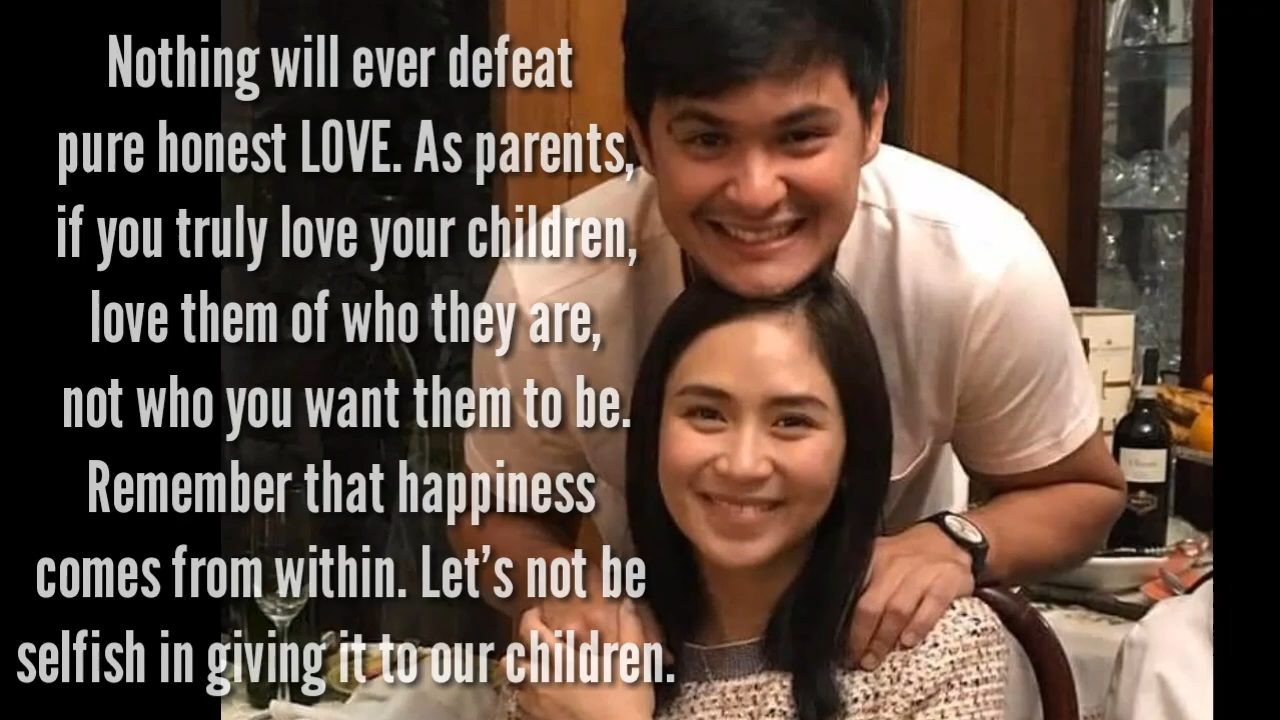 Nothing will ever defeat
pure honest LOVE. As parents,
if you truly love your children,
love them of who they are,
not who you want them to be.
Remember that happiness
comes from within. Let's not be
selfish in giving it to our children.